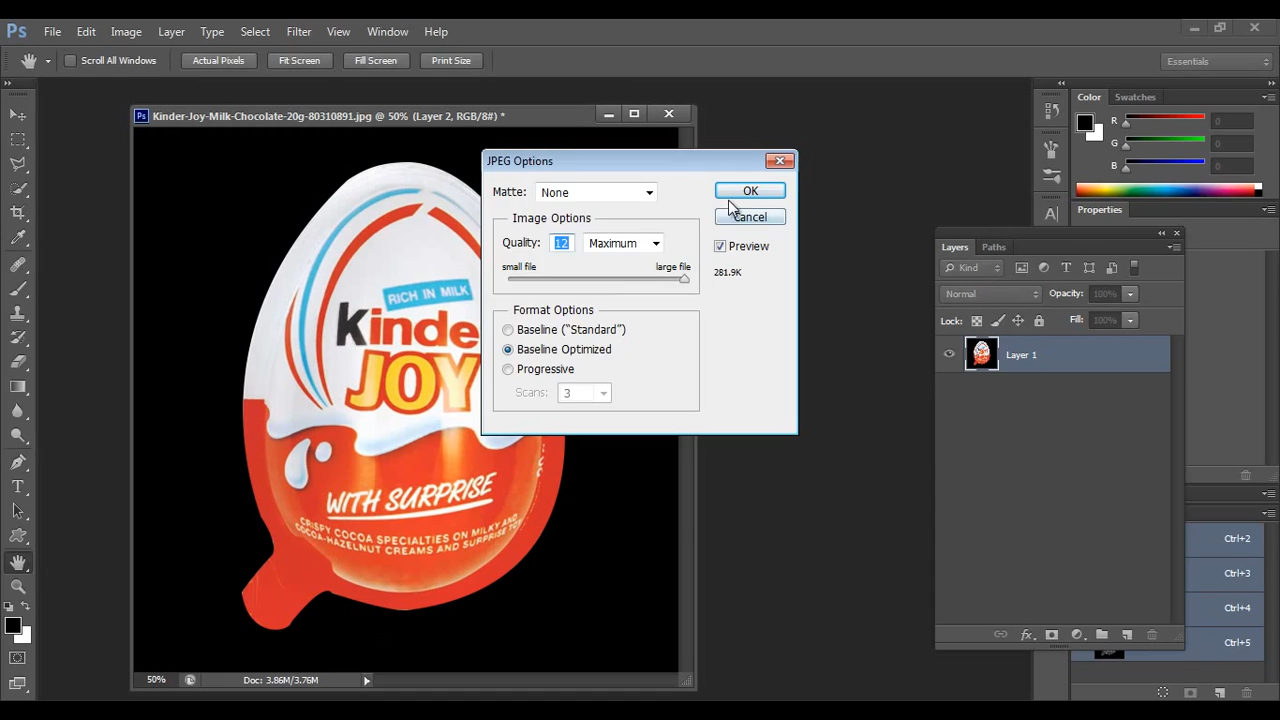 Ps File Edit Image Layer Type Select Filter View Window Help
Scroll All Windows Actual Pixels Fit Screen Fill Screen Print Size Essentials
Ps Kinder-Joy-Milk-Chocolate-20g-80310891.jpg @ 50% (Layer 2, RGB/8#) *
RICH IN MILK
kinde
JOY
WITH SURPRISE
CRISPY COCOA SPECIALTIES ON MILKY AND
COCOA-HAZELNUT CREAMS AND SURPRISE TOY
50% Doc: 3.86M/3.76M
JPEG Options
Matte: None OK
Image Options Cancel
Quality: 12 Maximum Preview
small file large file 281.9K
Format Options
Baseline ("Standard")
Baseline Optimized
Progressive
Scans: 3
Color Swatches
R 0
G 0
B 0
Properties
Layers Paths
Kind
Normal Opacity: 100%
Lock: Fill: 100%
Layer 1
fx
Ctrl+2
Ctrl+3
Ctrl+4
Ctrl+5